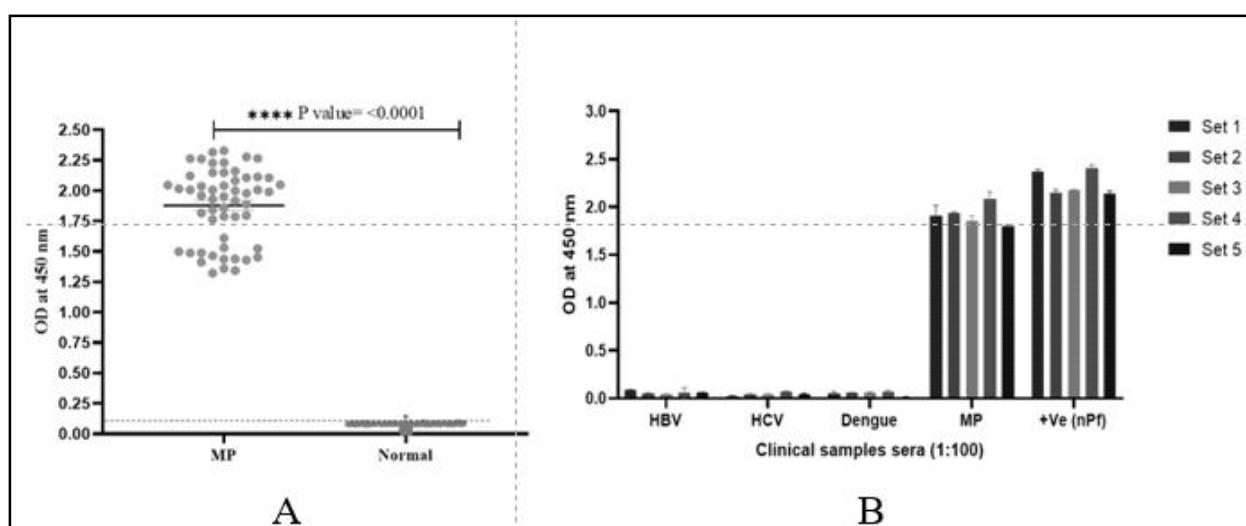 **** P value= <0.0001
OD at 450 nm
2.50
2.25
2.00
1.75
1.50
1.25
1.00
0.75
0.50
0.25
0.00
MP Normal
A
OD at 450 nm
3.0
2.5
2.0
1.5
1.0
0.5
0.0
HBV HCV Dengue MP +Ve (nPf)
Clinical samples sera (1:100)
Set 1
Set 2
Set 3
Set 4
Set 5
B